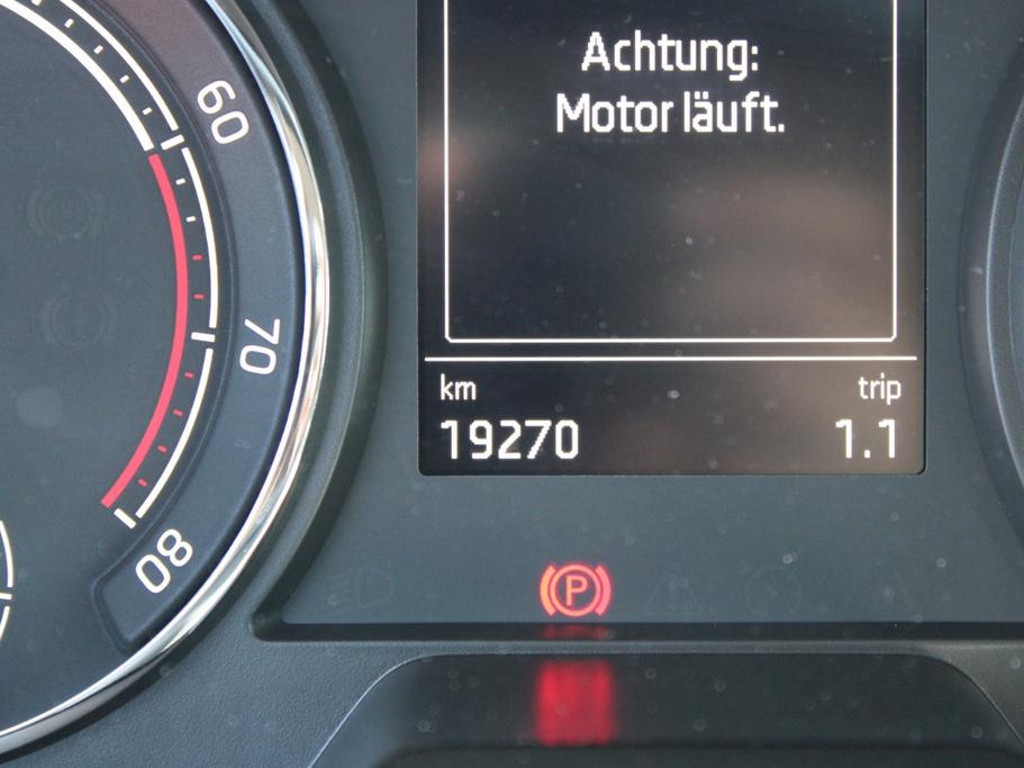 Achtung:
Motor läuft.
60
70
80
km
trip
19270
1.1
P